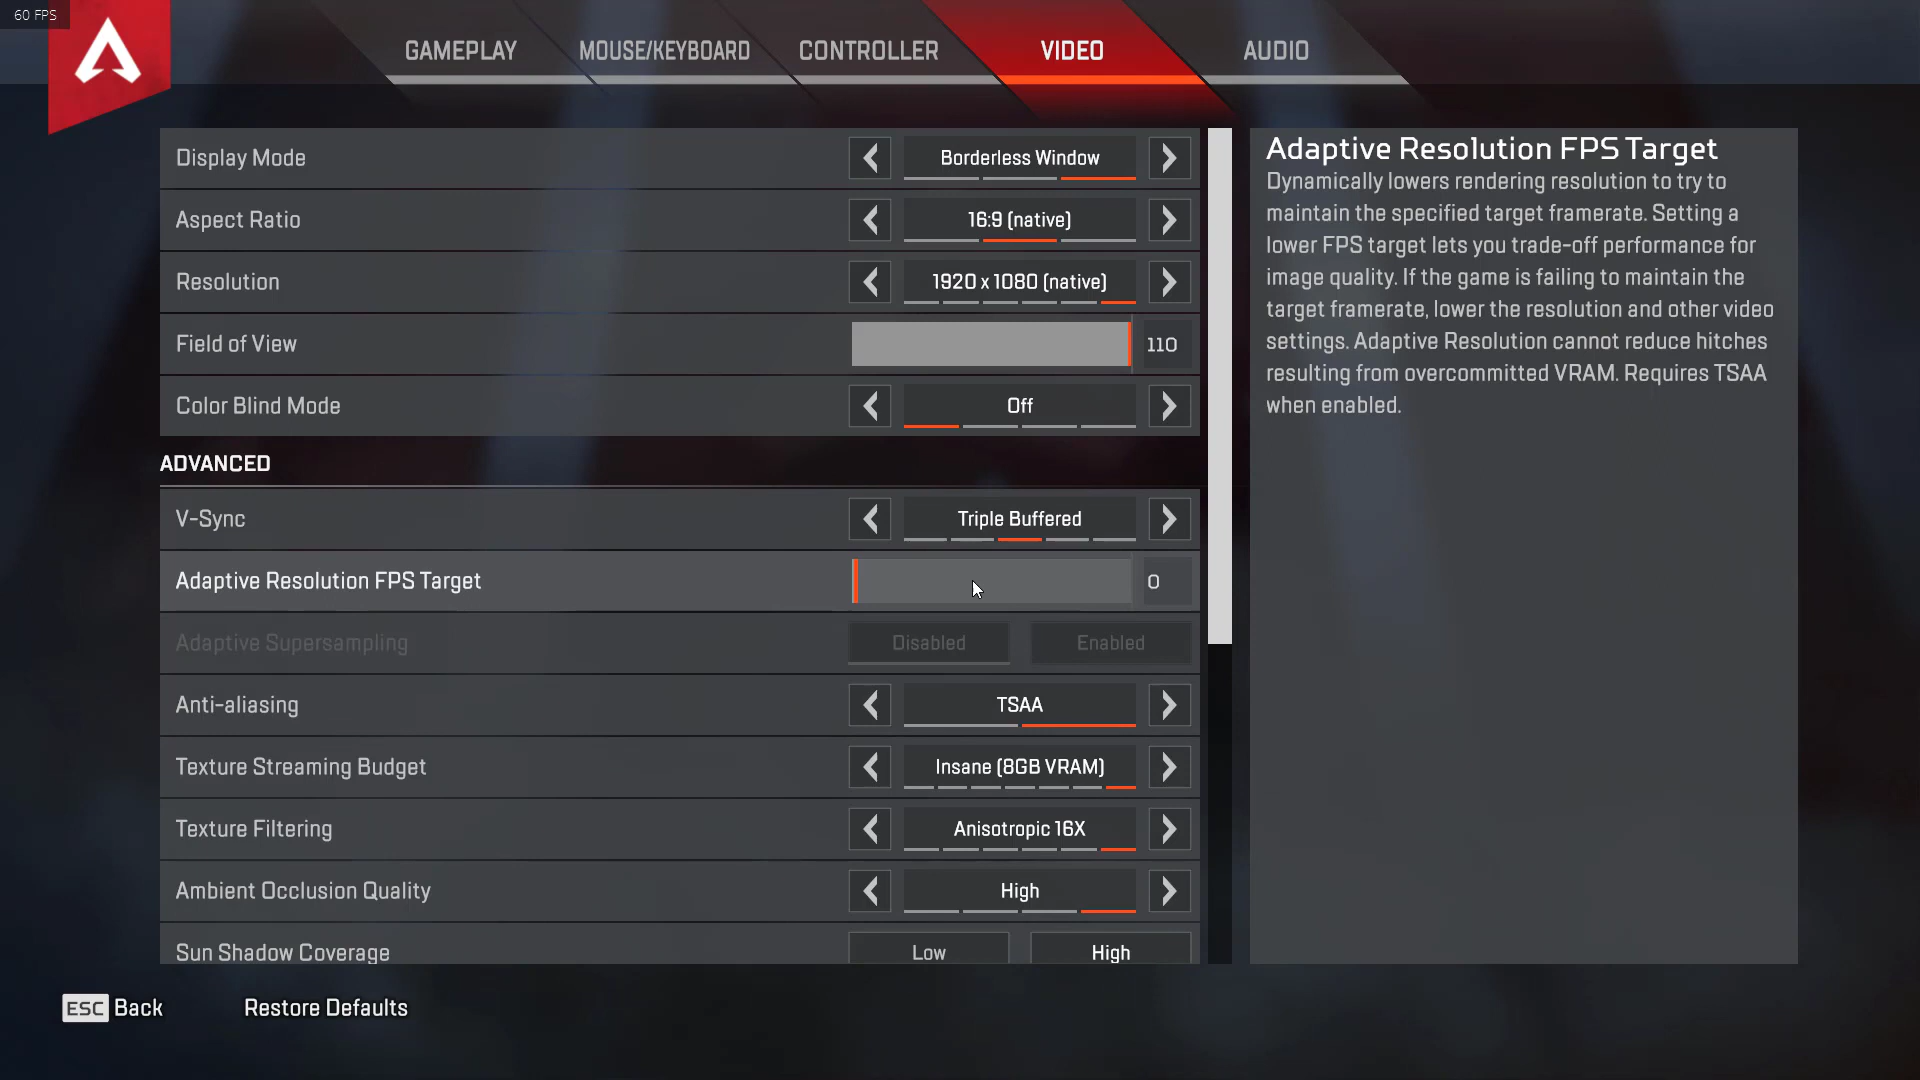 60 FPS
GAMEPLAY
MOUSE/KEYBOARD
CONTROLLER
VIDEO
AUDIO
Display Mode
Borderless Window
Aspect Ratio
16:9 (native)
Resolution
1920 x 1080 (native)
Field of View
110
Color Blind Mode
Off
ADVANCED
V-Sync
Triple Buffered
Adaptive Resolution FPS Target
0
Adaptive Supersampling
Disabled
Enabled
Anti-aliasing
TSAA
Texture Streaming Budget
Insane (8GB VRAM)
Texture Filtering
Anisotropic 16X
Ambient Occlusion Quality
High
Sun Shadow Coverage
Low
High
Adaptive Resolution FPS Target
Dynamically lowers rendering resolution to try to
maintain the specified target framerate. Setting a
lower FPS target lets you trade-off performance for
image quality. If the game is failing to maintain the
target framerate, lower the resolution and other video
settings. Adaptive Resolution cannot reduce hitches
resulting from overcommitted VRAM. Requires TSAA
when enabled.
ESC Back
Restore Defaults